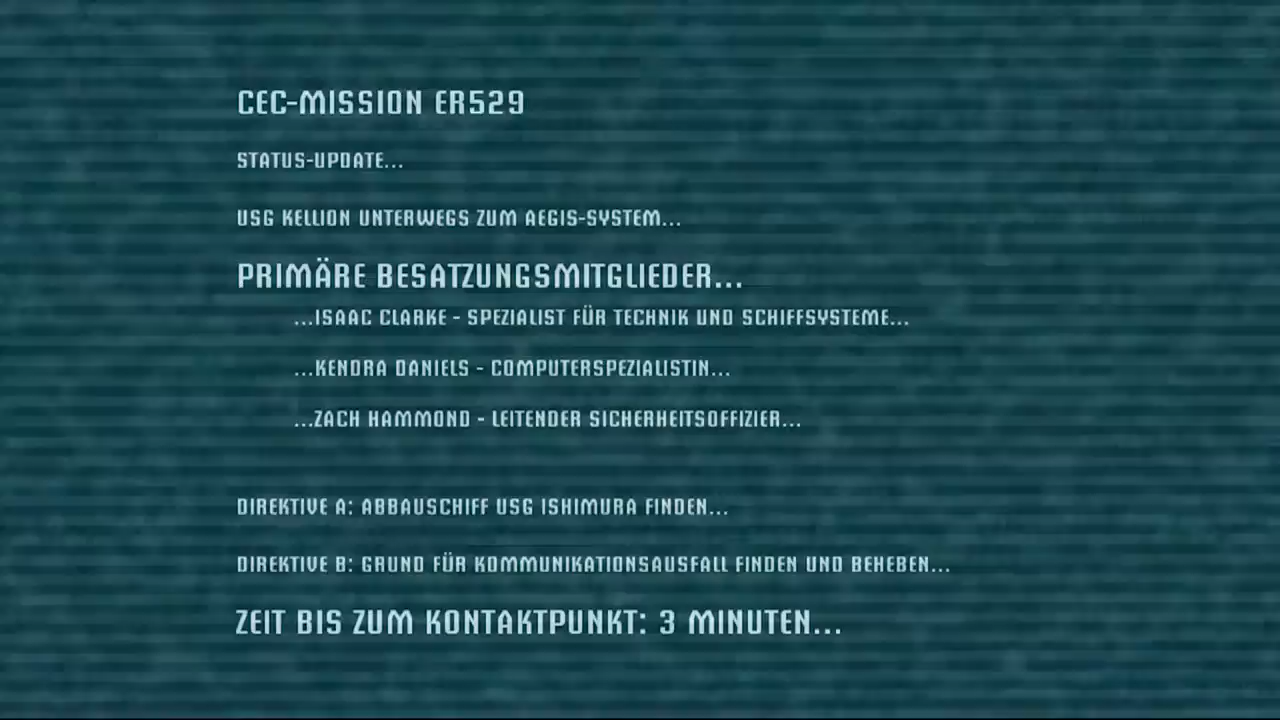 CEC-MISSION ER529
STATUS-UPDATE...
USG KELLION UNTERWEGS ZUM AEGIS-SYSTEM...
PRIMÄRE BESATZUNGSMITGLIEDER...
...ISAAC CLARKE - SPEZIALIST FÜR TECHNIK UND SCHIFFSYSTEME...
...KENDRA DANIELS - COMPUTERSPEZIALISTIN...
...ZACH HAMMOND - LEITENDER SICHERHEITSOFFIZIER...
DIREKTIVE A: ABBAUSCHIFF USG ISHIMURA FINDEN...
DIREKTIVE B: GRUND FÜR KOMMUNIKATIONSAUSFALL FINDEN UND BEHEBEN...
ZEIT BIS ZUM KONTAKTPUNKT: 3 MINUTEN...